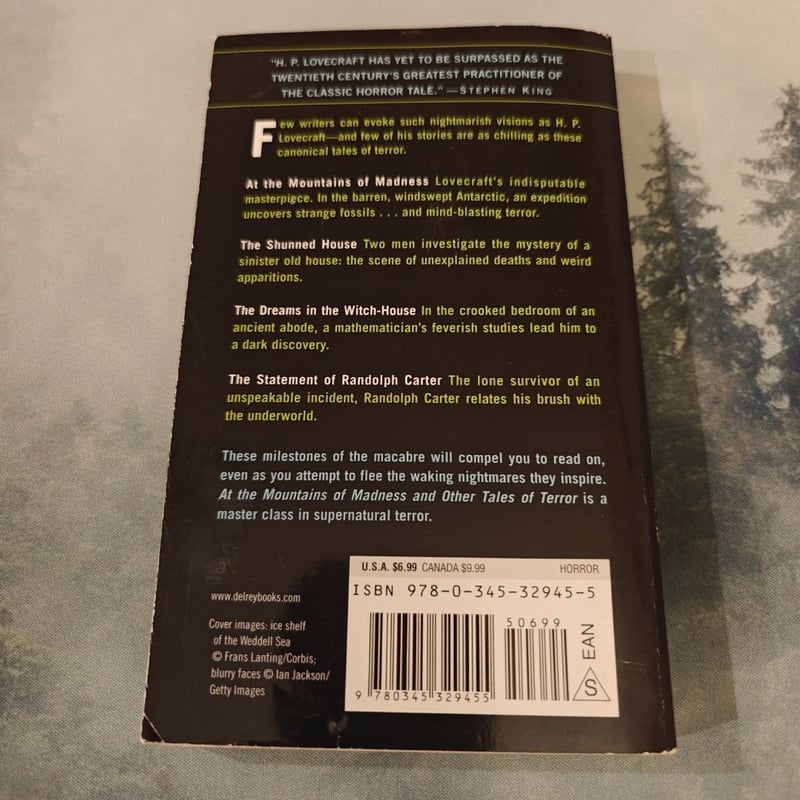 "H. P. LOVECRAFT HAS YET TO BE SURPASSED AS THE
TWENTIETH CENTURY'S GREATEST PRACTITIONER OF
THE CLASSIC HORROR TALE." —STEPHEN KING
Few writers can evoke such nightmarish visions as H. P.
Lovecraft—and few of his stories are as chilling as these
canonical tales of terror.
At the Mountains of Madness Lovecraft's indisputable
masterpiece. In the barren, windswept Antarctic, an expedition
uncovers strange fossils . . . and mind-blasting terror.
The Shunned House Two men investigate the mystery of a
sinister old house: the scene of unexplained deaths and weird
apparitions.
The Dreams in the Witch-House In the crooked bedroom of an
ancient abode, a mathematician's feverish studies lead him to
a dark discovery.
The Statement of Randolph Carter The lone survivor of an
unspeakable incident, Randolph Carter relates his brush with
the underworld.
These milestones of the macabre will compel you to read on,
even as you attempt to flee the waking nightmares they inspire.
At the Mountains of Madness and Other Tales of Terror is a
master class in supernatural terror.
www.delreybooks.com
Cover images: ice shelf
of the Weddell Sea
© Frans Lanting/Corbis;
blurry faces © Ian Jackson/
Getty Images
U.S.A. $6.99 CANADA $9.99 HORROR
ISBN 978-0-345-32945-5
50699
EAN
S
9 780345 329455